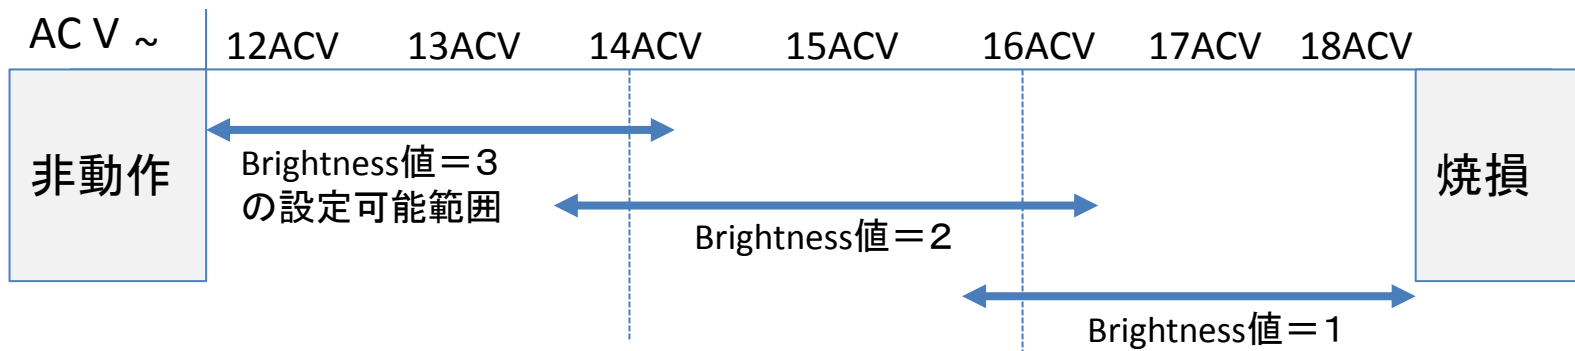 AC V ~
12ACV 13ACV 14ACV 15ACV 16ACV 17ACV 18ACV
非動作
Brightness値＝３
の設定可能範囲
焼損
Brightness値＝２
Brightness値＝１